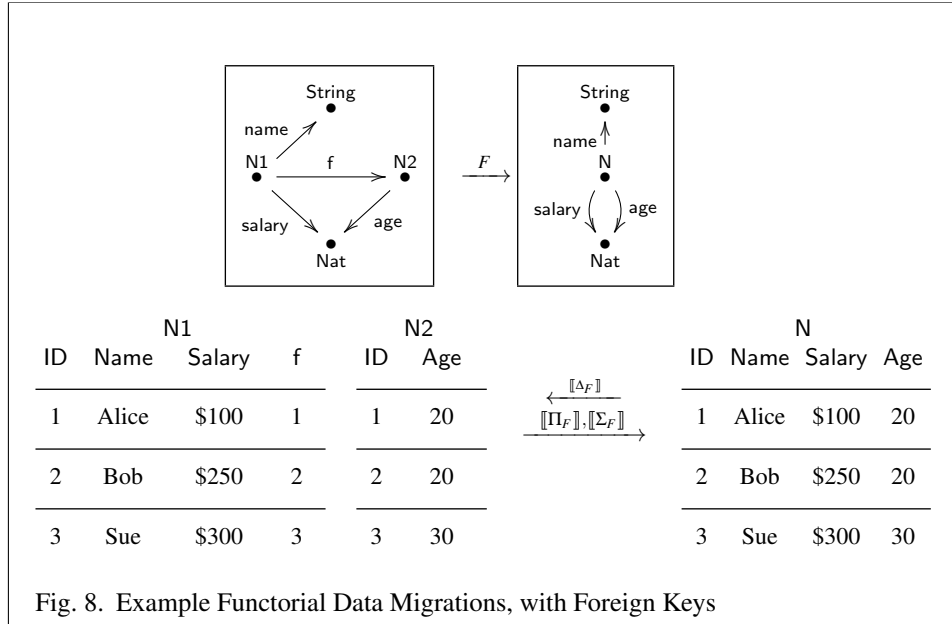 String
name
N1
f
N2
salary
age
Nat
F
String
name
N
salary
age
Nat
N1
ID Name Salary f
1 Alice $100 1
2 Bob $250 2
3 Sue $300 3
N2
ID Age
1 20
2 20
3 30
⟦Δ_F⟧
⟦Π_F⟧,⟦Σ_F⟧
N
ID Name Salary Age
1 Alice $100 20
2 Bob $250 20
3 Sue $300 30
Fig. 8. Example Functorial Data Migrations, with Foreign Keys